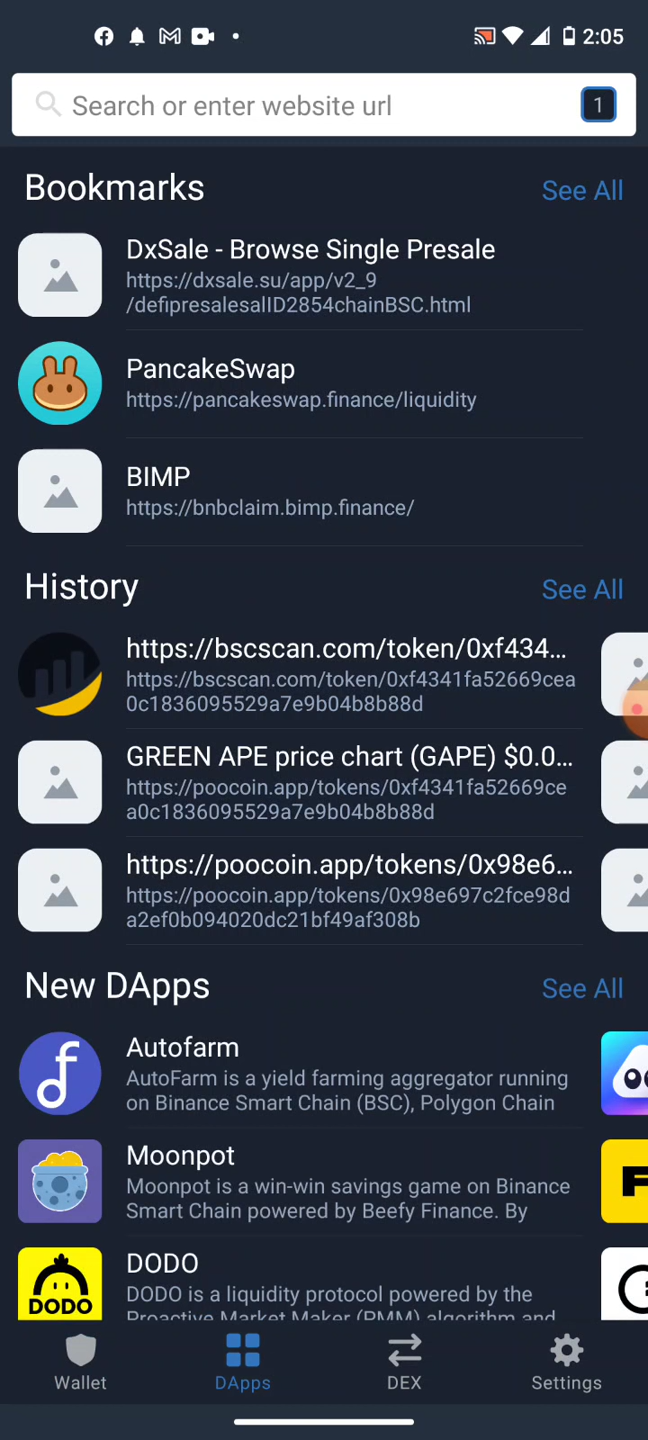 2:05
Search or enter website url
1
Bookmarks
See All
DxSale - Browse Single Presale
https://dxsale.su/app/v2_9
/defipresalesalID2854chainBSC.html
PancakeSwap
https://pancakeswap.finance/liquidity
BIMP
https://bnbclaim.bimp.finance/
History
See All
https://bscscan.com/token/0xf434...
https://bscscan.com/token/0xf4341fa52669cea
0c1836095529a7e9b04b8b88d
GREEN APE price chart (GAPE) $0.0...
https://poocoin.app/tokens/0xf4341fa52669ce
a0c1836095529a7e9b04b8b88d
https://poocoin.app/tokens/0x98e6...
https://poocoin.app/tokens/0x98e697c2fce98d
a2ef0b094020dc21bf49af308b
New DApps
See All
Autofarm
AutoFarm is a yield farming aggregator running
on Binance Smart Chain (BSC), Polygon Chain
Moonpot
Moonpot is a win-win savings game on Binance
Smart Chain powered by Beefy Finance. By
F
DODO
DODO
DODO is a liquidity protocol powered by the
Proactive Market Maker (PMM) algorithm and
Wallet
DApps
DEX
Settings